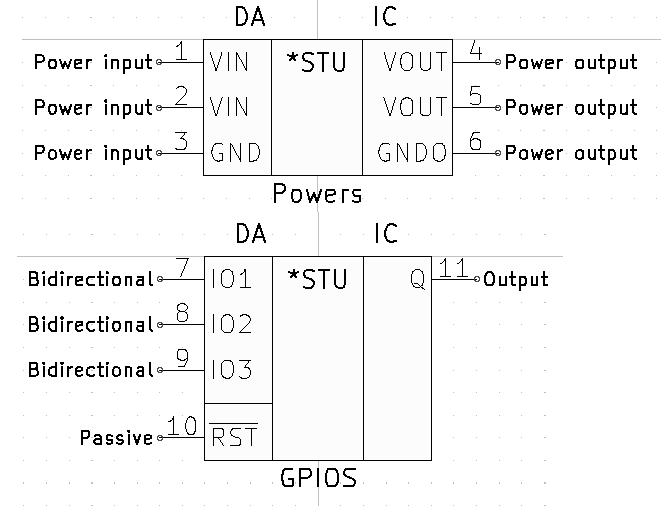 DA IC
Power input 1 VIN *STU VOUT 4 Power output
Power input 2 VIN VOUT 5 Power output
Power input 3 GND GNDO 6 Power output
Powers
DA IC
Bidirectional 7 IO1 *STU Q 11 Output
Bidirectional 8 IO2
Bidirectional 9 IO3
Passive 10 RST
GPIOS